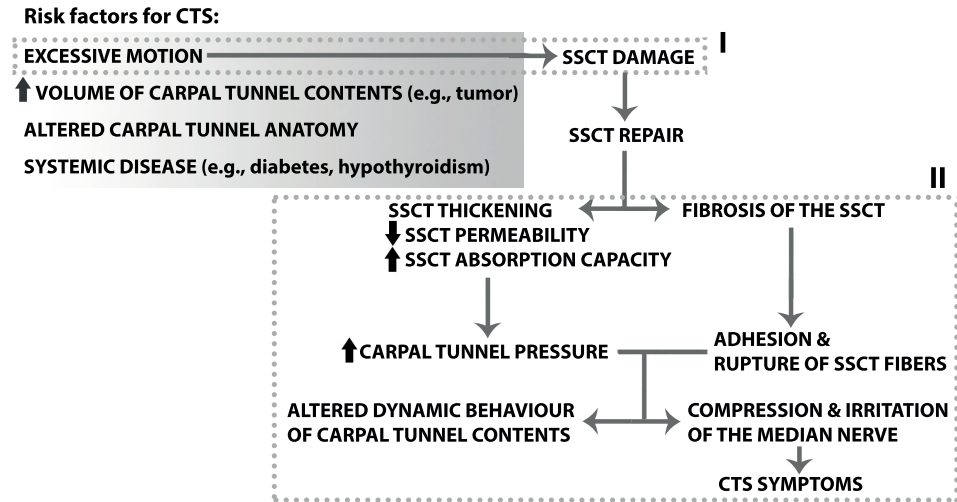 Risk factors for CTS:
I
EXCESSIVE MOTION
SSCT DAMAGE
VOLUME OF CARPAL TUNNEL CONTENTS (e.g., tumor)
ALTERED CARPAL TUNNEL ANATOMY
SSCT REPAIR
SYSTEMIC DISEASE (e.g., diabetes, hypothyroidism)
II
SSCT THICKENING
SSCT PERMEABILITY
SSCT ABSORPTION CAPACITY
FIBROSIS OF THE SSCT
CARPAL TUNNEL PRESSURE
ADHESION &
RUPTURE OF SSCT FIBERS
ALTERED DYNAMIC BEHAVIOUR
OF CARPAL TUNNEL CONTENTS
COMPRESSION & IRRITATION
OF THE MEDIAN NERVE
CTS SYMPTOMS